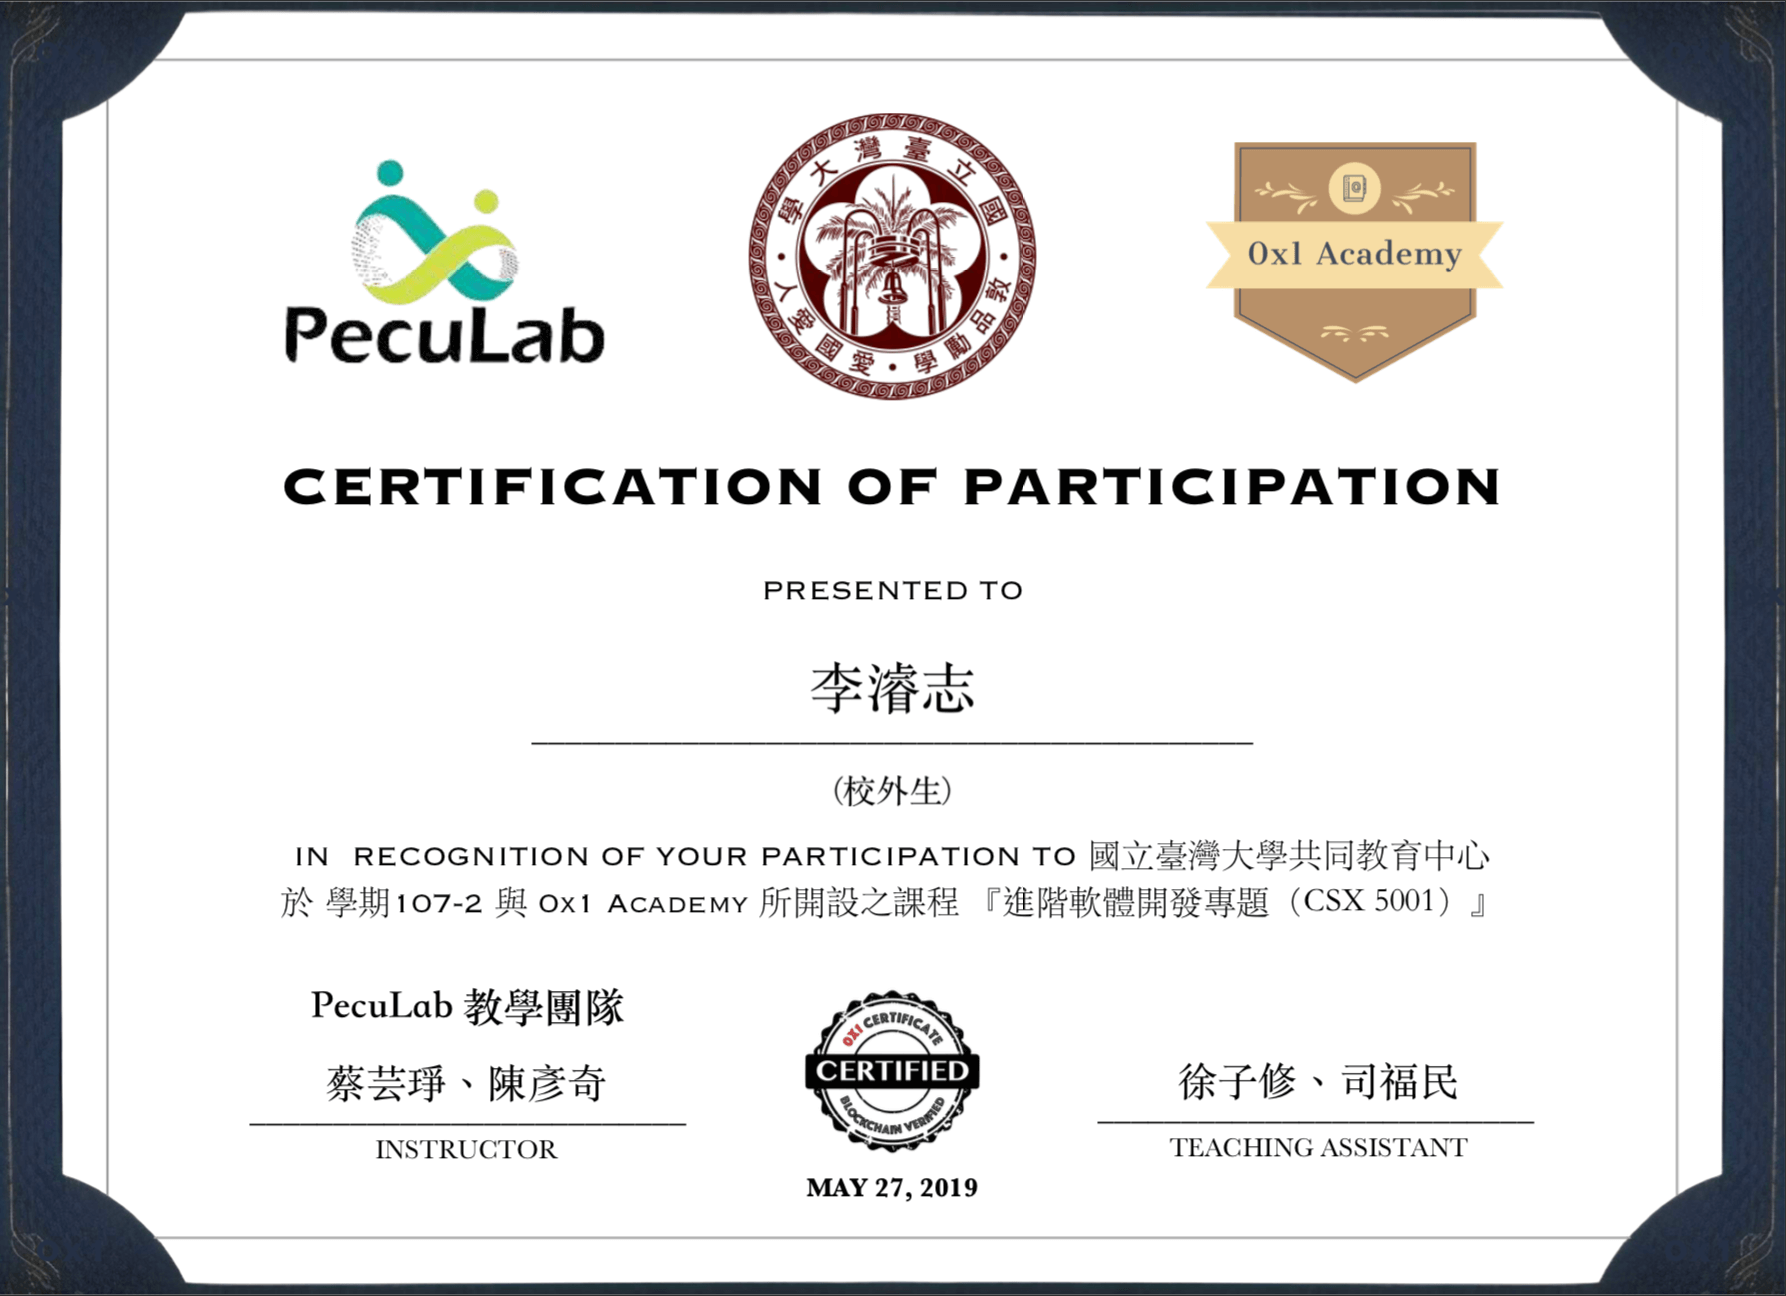 PecuLab
國立臺灣大學
敦品勵學・愛國愛人
0x1 Academy
CERTIFICATION OF PARTICIPATION
PRESENTED TO
李濬志
(校外生)
IN RECOGNITION OF YOUR PARTICIPATION TO 國立臺灣大學共同教育中心
於 學期107-2 與 0x1 ACADEMY 所開設之課程 『進階軟體開發專題（CSX 5001）』
PecuLab 教學團隊
蔡芸琤、陳彥奇
INSTRUCTOR
0X1 CERTIFICATE
CERTIFIED
BLOCKCHAIN VERIFIED
MAY 27, 2019
徐子修、司福民
TEACHING ASSISTANT